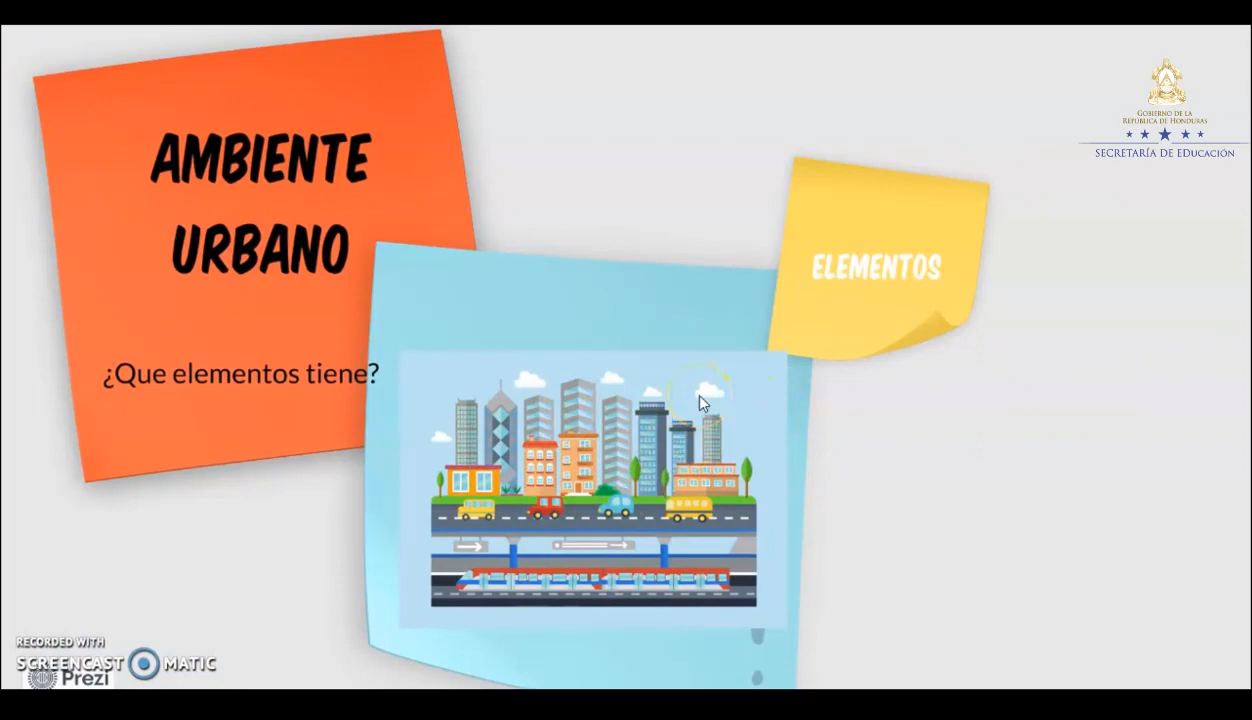 AMBIENTE
URBANO
¿Que elementos tiene?
ELEMENTOS
GOBIERNO DE LA
REPÚBLICA DE HONDURAS
SECRETARÍA DE EDUCACIÓN
RECORDED WITH
SCREENCAST MATIC
Prezi